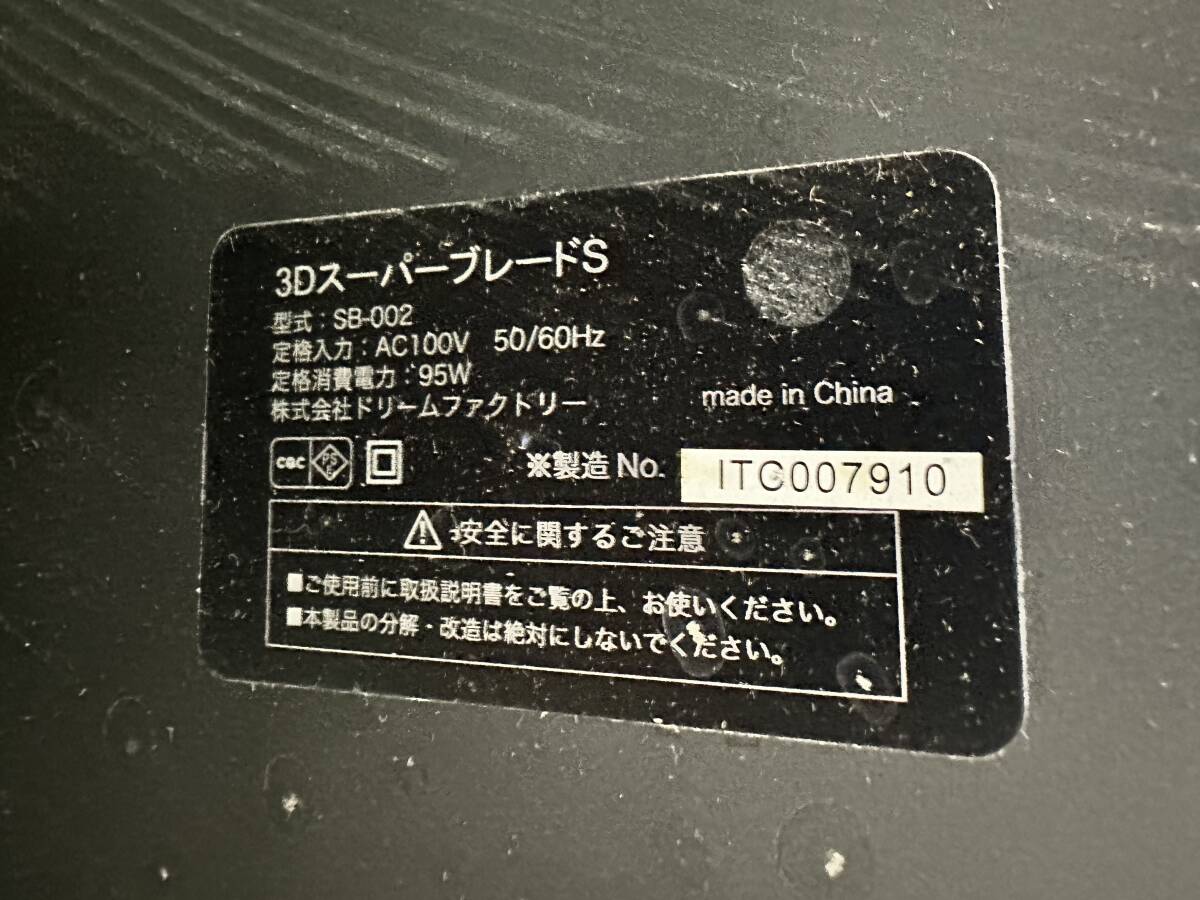 3DスーパーブレードS
型式:SB-002
定格入力:AC100V 50/60Hz
定格消費電力:95W
株式会社ドリームファクトリー
made in China
CQC PS E
※製造 No. ITC007910
安全に関するご注意
■ご使用前に取扱説明書をご覧の上、お使いください。
■本製品の分解・改造は絶対にしないでください。